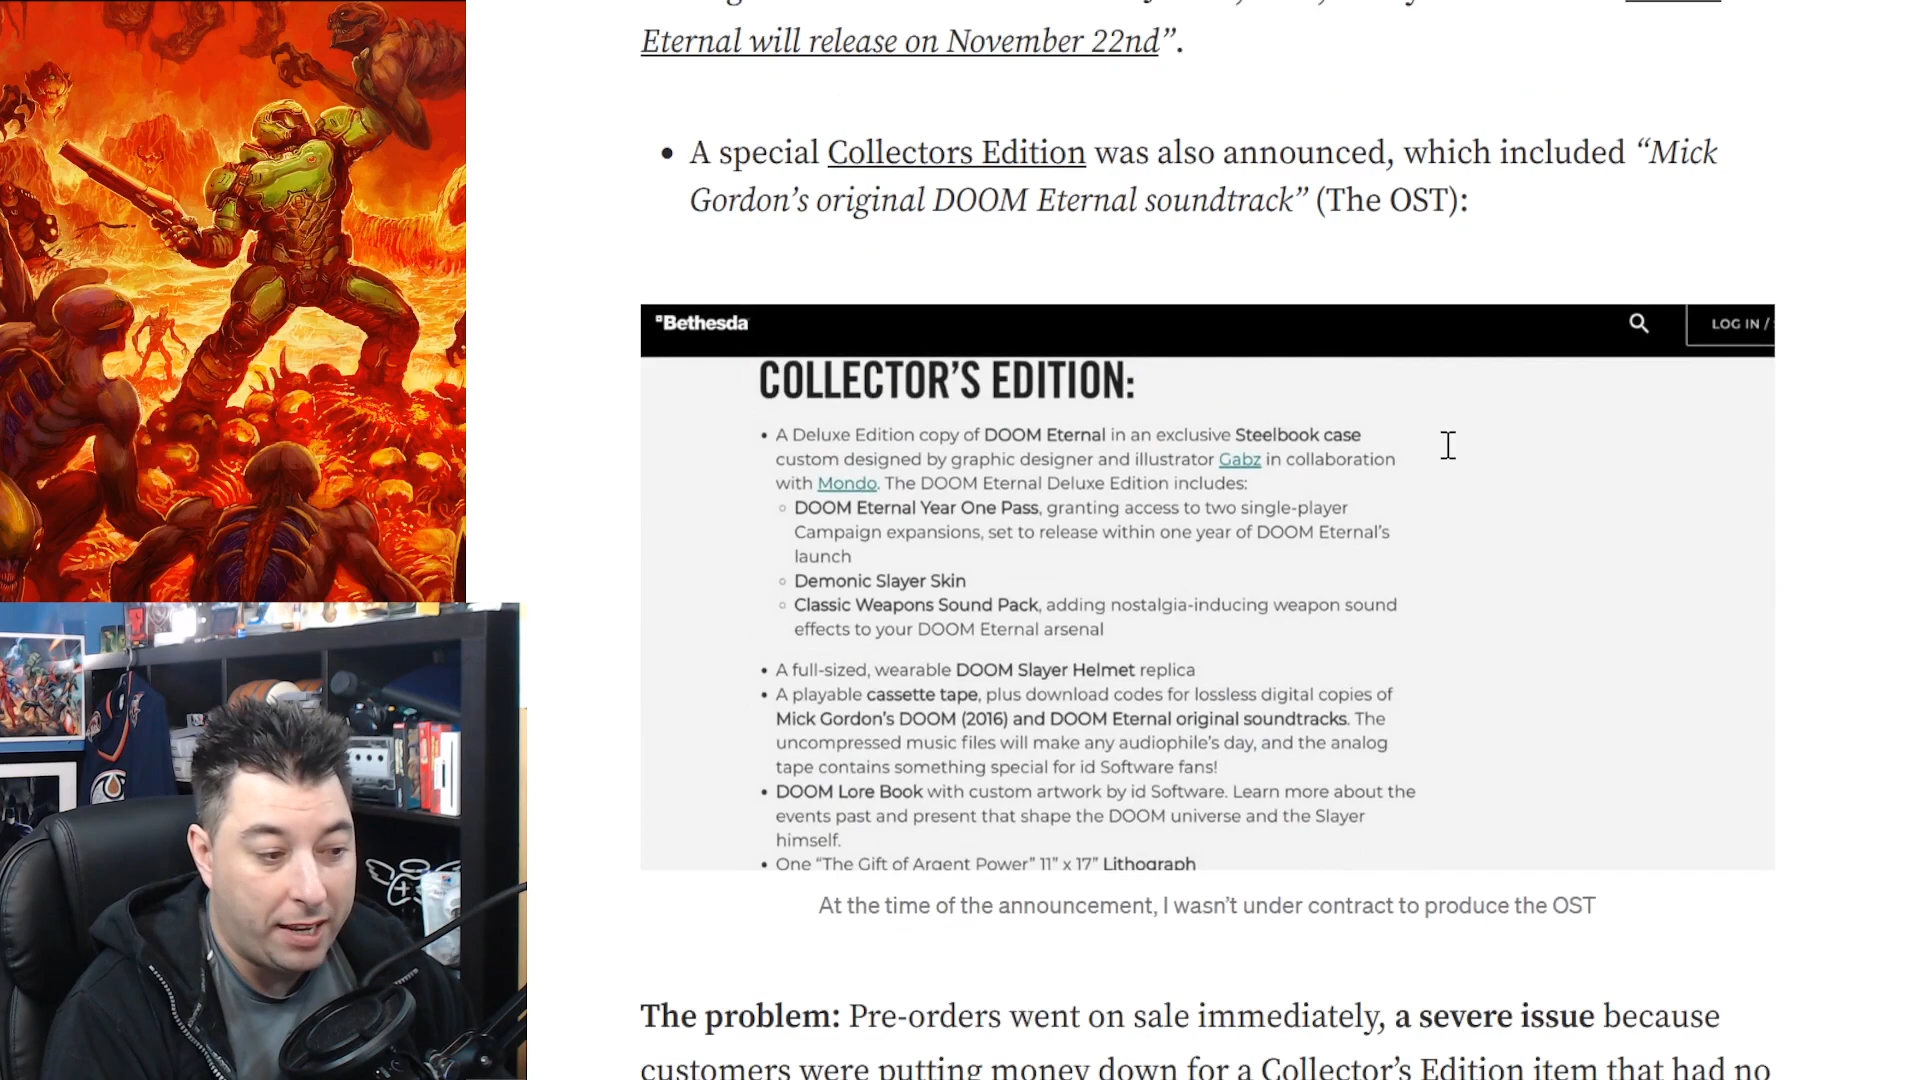 Eternal will release on November 22nd”.
• A special Collectors Edition was also announced, which included “Mick
Gordon’s original DOOM Eternal soundtrack” (The OST):
Bethesda
LOG IN /
COLLECTOR’S EDITION:
• A Deluxe Edition copy of DOOM Eternal in an exclusive Steelbook case
custom designed by graphic designer and illustrator Gabz in collaboration
with Mondo. The DOOM Eternal Deluxe Edition includes:
◦ DOOM Eternal Year One Pass, granting access to two single-player
Campaign expansions, set to release within one year of DOOM Eternal’s
launch
◦ Demonic Slayer Skin
◦ Classic Weapons Sound Pack, adding nostalgia-inducing weapon sound
effects to your DOOM Eternal arsenal
• A full-sized, wearable DOOM Slayer Helmet replica
• A playable cassette tape, plus download codes for lossless digital copies of
Mick Gordon’s DOOM (2016) and DOOM Eternal original soundtracks. The
uncompressed music files will make any audiophile’s day, and the analog
tape contains something special for id Software fans!
• DOOM Lore Book with custom artwork by id Software. Learn more about the
events past and present that shape the DOOM universe and the Slayer
himself.
• One “The Gift of Argent Power” 11” x 17” Lithograph
At the time of the announcement, I wasn’t under contract to produce the OST
The problem: Pre-orders went on sale immediately, a severe issue because
customers were putting money down for a Collector’s Edition item that had no